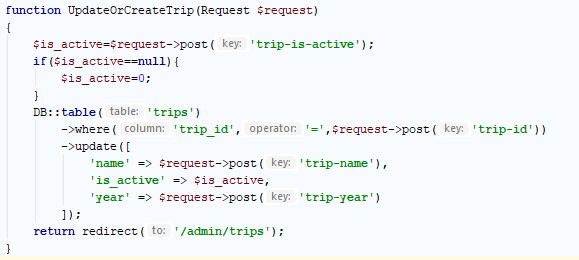 function UpdateOrCreateTrip(Request $request)
{
    $is_active=$request->post( key: 'trip-is-active');
    if($is_active==null){
        $is_active=0;
    }
    DB::table( table: 'trips')
        ->where( column: 'trip_id', operator: '=',$request->post( key: 'trip-id'))
        ->update([
            'name' => $request->post( key: 'trip-name'),
            'is_active' => $is_active,
            'year' => $request->post( key: 'trip-year')
        ]);
    return redirect( to: '/admin/trips');
}